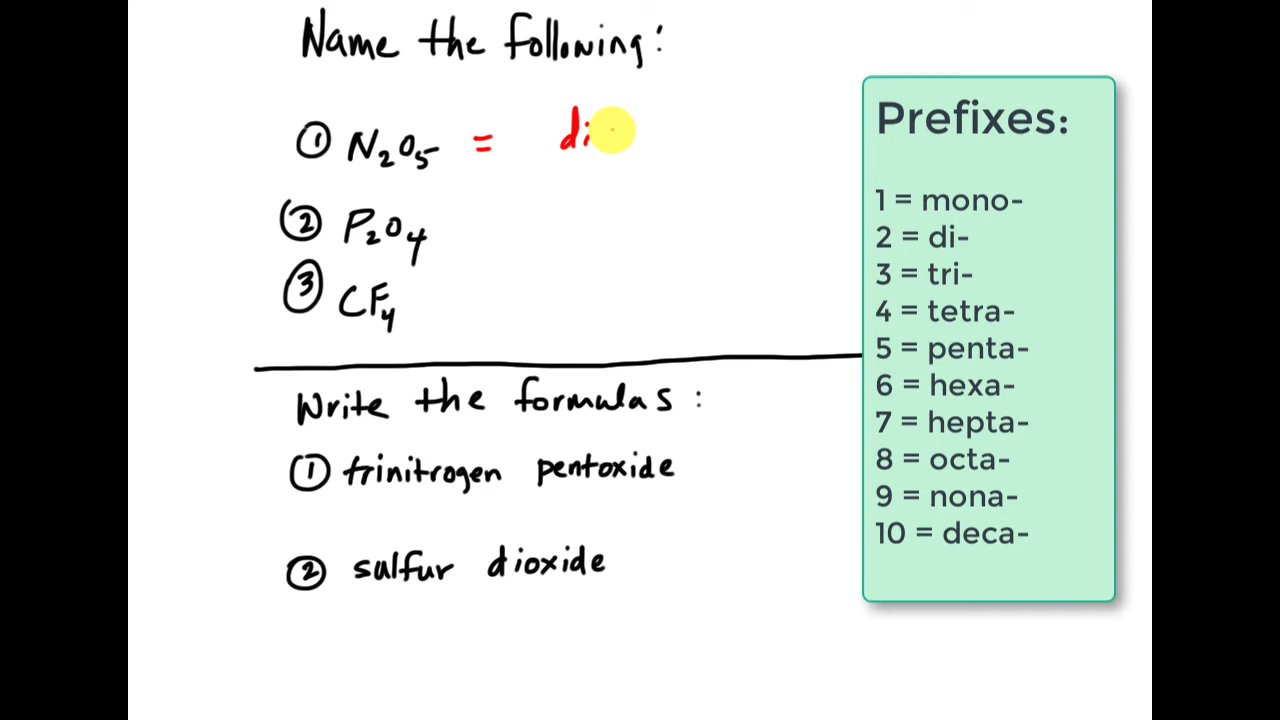 Name the following:
① N₂O₅ = di
② P₂O₄
③ CF₄
Write the formulas:
① trinitrogen pentoxide
② sulfur dioxide
Prefixes:
1 = mono-
2 = di-
3 = tri-
4 = tetra-
5 = penta-
6 = hexa-
7 = hepta-
8 = octa-
9 = nona-
10 = deca-